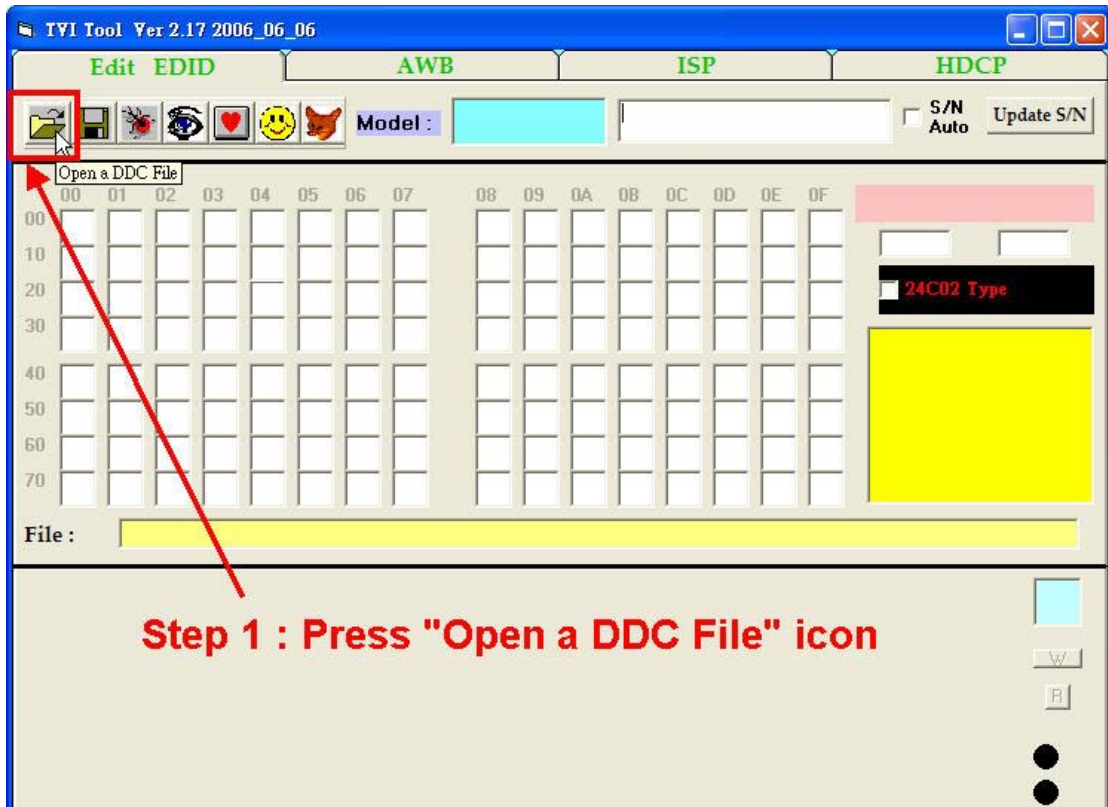 TVI Tool Ver 2.17 2006_06_06
Edit EDID AWB ISP HDCP
Model : S/N Auto Update S/N
Open a DDC File
00 01 02 03 04 05 06 07 08 09 0A 0B 0C 0D 0E 0F
00
10
20 24C02 Type
30
40
50
60
70
File :
Step 1 : Press "Open a DDC File" icon
W
R